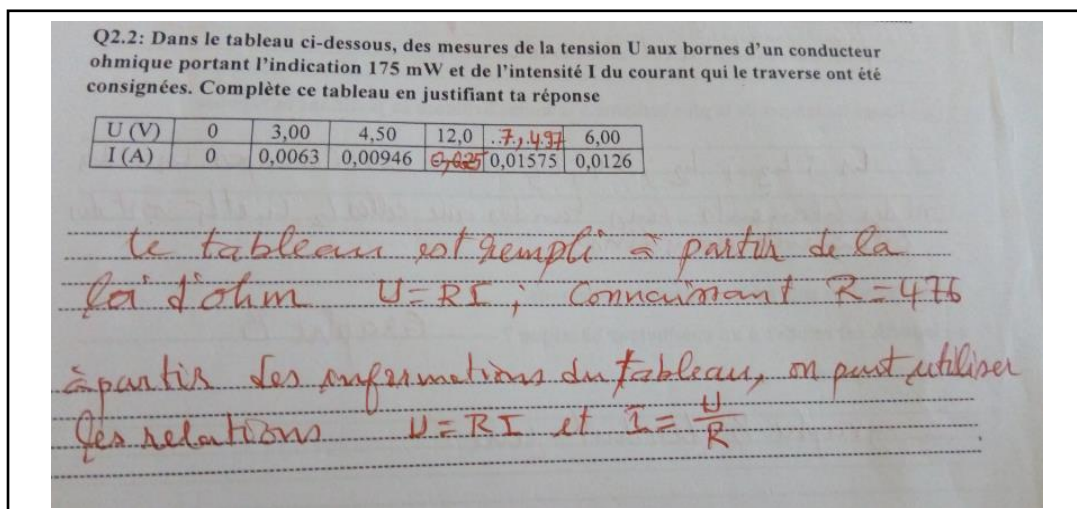 Q2.2: Dans le tableau ci-dessous, des mesures de la tension U aux bornes d'un conducteur
ohmique portant l'indication 175 mW et de l'intensité I du courant qui le traverse ont été
consignées. Complète ce tableau en justifiant ta réponse
U (V) 0 3,00 4,50 12,0 ..7,.4.97 6,00
I (A) 0 0,0063 0,00946 0,025 0,01575 0,0126
Le tableau est rempli à partir de la
loi d'ohm U = RI ; Connaissant R = 476
à partir des informations du tableau, on peut utiliser
les relations U = RI et I = U/R